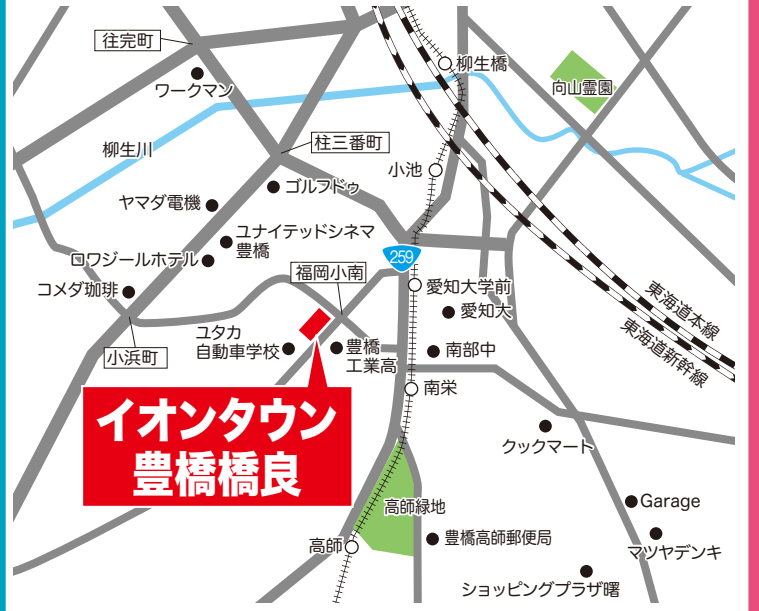 往完町
ワークマン
柳生橋
向山霊園
柳生川
柱三番町
小池
ゴルフドゥ
ヤマダ電機
ユナイテッドシネマ
豊橋
ロワジールホテル
259
福岡小南
コメダ珈琲
愛知大学前
愛知大
東海道本線
東海道新幹線
小浜町
ユタカ
自動車学校
豊橋
工業高
南部中
南栄
イオンタウン
豊橋橋良
クックマート
高師緑地
Garage
高師
豊橋高師郵便局
マツヤデンキ
ショッピングプラザ曙